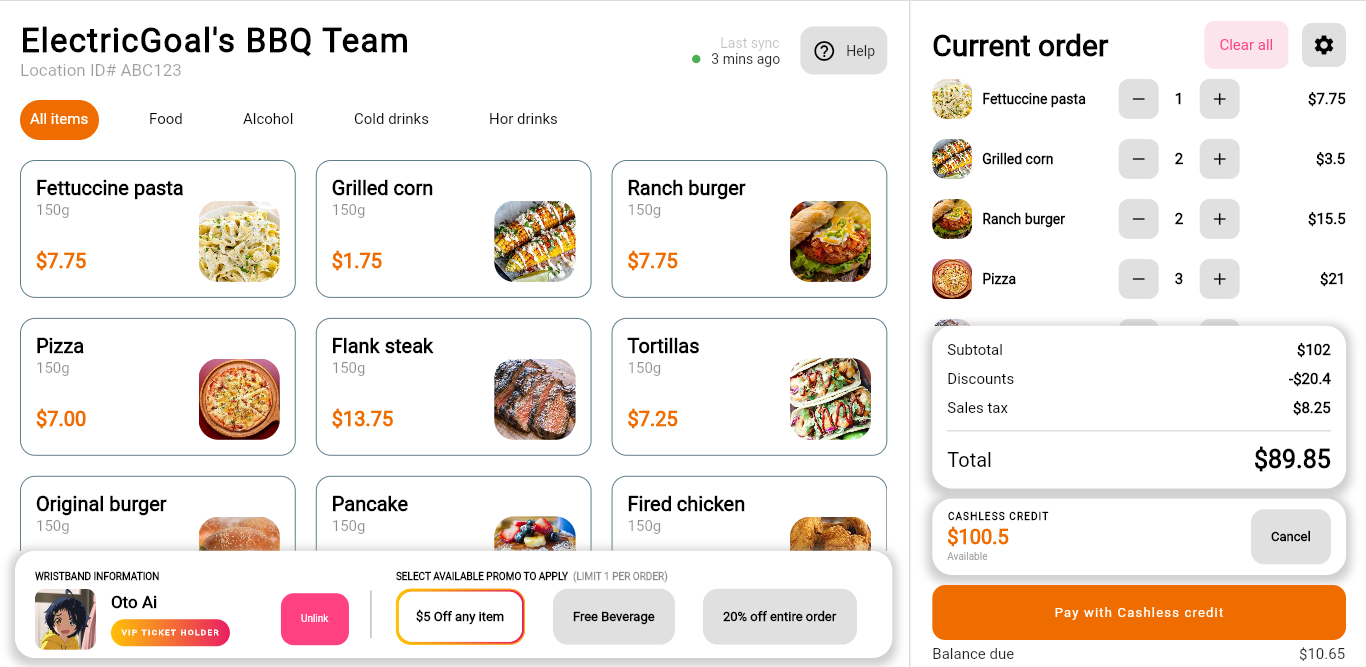 ElectricGoal's BBQ Team
Location ID# ABC123
Last sync
3 mins ago
Help
All items
Food
Alcohol
Cold drinks
Hor drinks
Fettuccine pasta
150g
$7.75
Grilled corn
150g
$1.75
Ranch burger
150g
$7.75
Pizza
150g
$7.00
Flank steak
150g
$13.75
Tortillas
150g
$7.25
Original burger
150g
Pancake
150g
Fired chicken
150g
WRISTBAND INFORMATION
Oto Ai
VIP TICKET HOLDER
Unlink
SELECT AVAILABLE PROMO TO APPLY (LIMIT 1 PER ORDER)
$5 Off any item
Free Beverage
20% off entire order
Current order
Clear all
Fettuccine pasta − 1 + $7.75
Grilled corn − 2 + $3.5
Ranch burger − 2 + $15.5
Pizza − 3 + $21
Subtotal $102
Discounts -$20.4
Sales tax $8.25
Total $89.85
CASHLESS CREDIT
$100.5
Available
Cancel
Pay with Cashless credit
Balance due $10.65